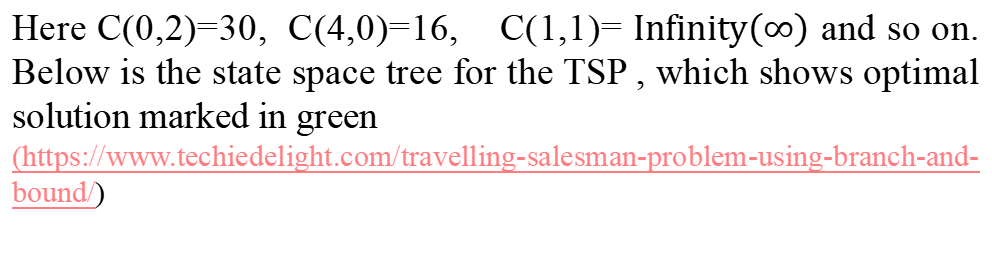 Here C(0,2)=30, C(4,0)=16, C(1,1)= Infinity(∞) and so on.
Below is the state space tree for the TSP , which shows optimal
solution marked in green
(https://www.techiedelight.com/travelling-salesman-problem-using-branch-and-
bound/)